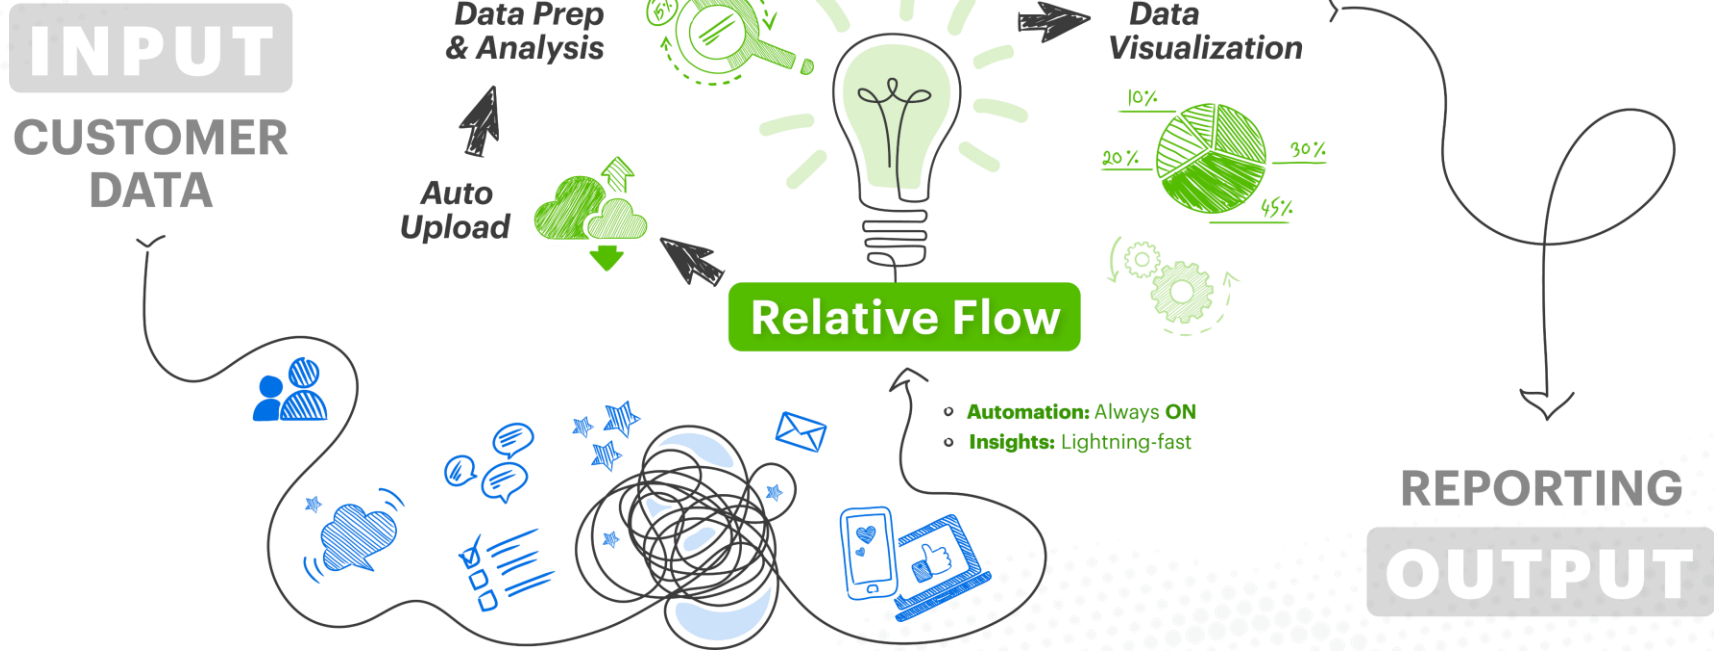 INPUT
CUSTOMER
DATA
Data Prep
& Analysis
15%
Auto
Upload
Relative Flow
Automation: Always ON
Insights: Lightning-fast
Data
Visualization
10%
20%
30%
45%
REPORTING
OUTPUT